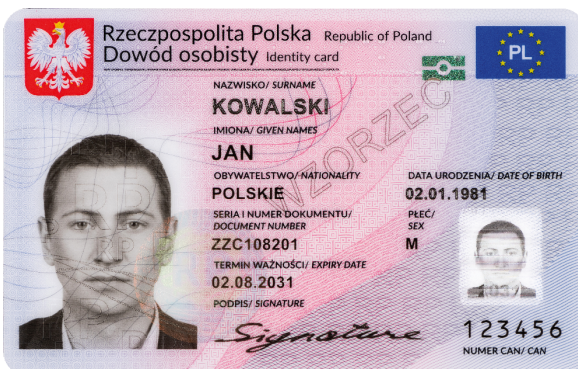 Rzeczpospolita Polska Republic of Poland
Dowód osobisty Identity card
PL
NAZWISKO/ SURNAME
KOWALSKI
IMIONA/ GIVEN NAMES
JAN
OBYWATELSTWO/ NATIONALITY
POLSKIE
DATA URODZENIA/ DATE OF BIRTH
02.01.1981
SERIA I NUMER DOKUMENTU/
DOCUMENT NUMBER
ZZC108201
PŁEĆ/
SEX
M
TERMIN WAŻNOŚCI/ EXPIRY DATE
02.08.2031
PODPIS/ SIGNATURE
Signature
123456
NUMER CAN/ CAN
WZORZEC